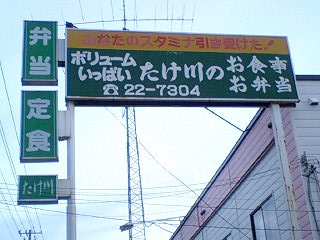 弁当
定食
たけ川
あなたのスタミナ引き受けた!
ボリューム
いっぱい
たけ川の
お食事
お弁当
☎22-7304